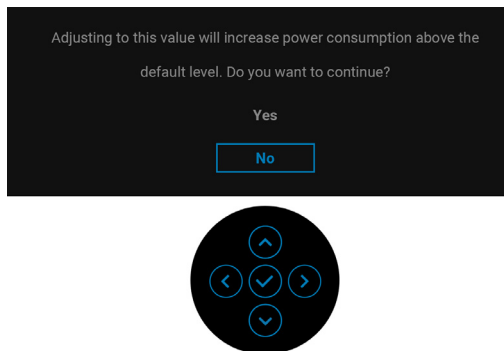 Adjusting to this value will increase power consumption above the
default level. Do you want to continue?
Yes
No